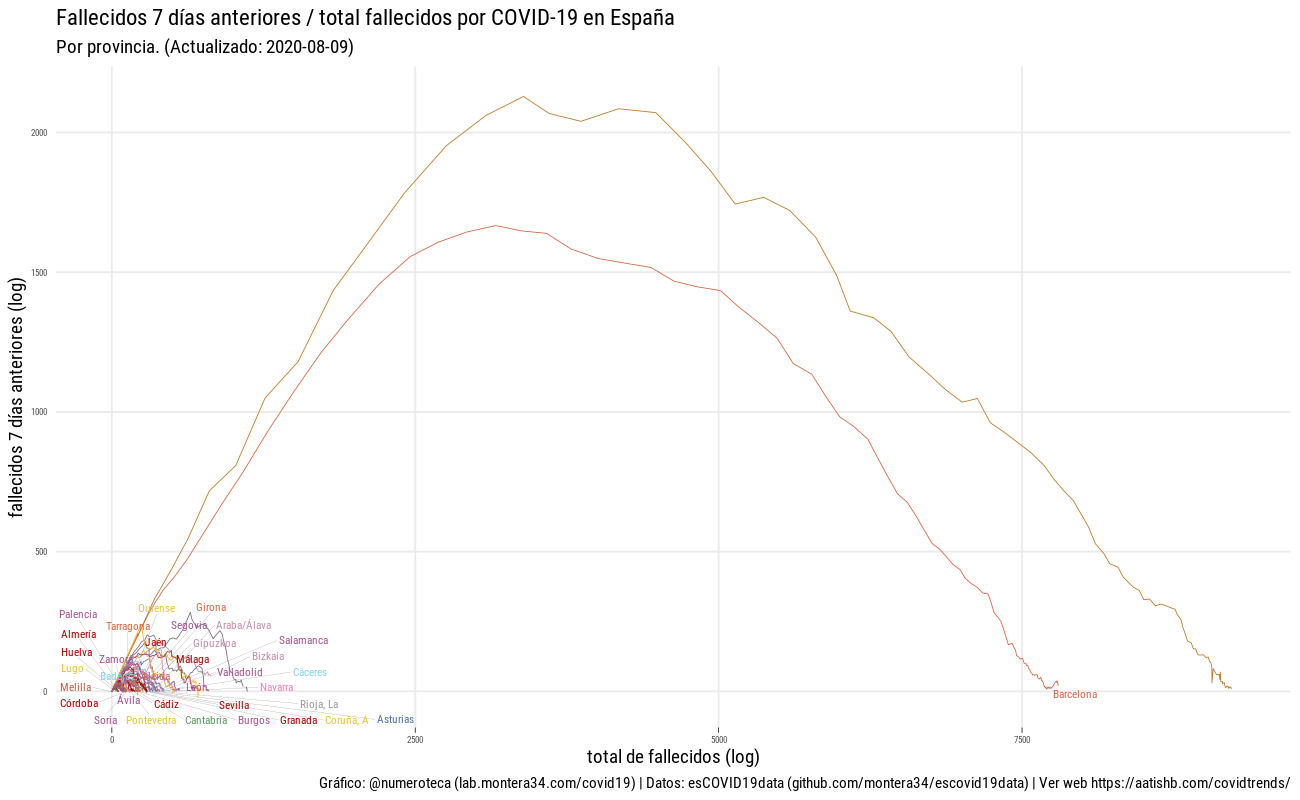 Fallecidos 7 días anteriores / total fallecidos por COVID-19 en España
Por provincia. (Actualizado: 2020-08-09)
fallecidos 7 días anteriores (log)
2000
1500
1000
500
0
Palencia
Ourense
Girona
Almería
Tarragona
Segovia
Araba/Álava
Huelva
Jaén
Gipuzkoa
Salamanca
Lugo
Málaga
Bizkaia
Valladolid
Cáceres
Melilla
León
Navarra
Barcelona
Córdoba
Ávila
Cádiz
Sevilla
Rioja, La
Soria
Pontevedra
Cantabria
Burgos
Granada
Coruña, A
Asturias
0
2500
5000
7500
total de fallecidos (log)
Gráfico: @numeroteca (lab.montera34.com/covid19) | Datos: esCOVID19data (github.com/montera34/escovid19data) | Ver web https://aatishb.com/covidtrends/